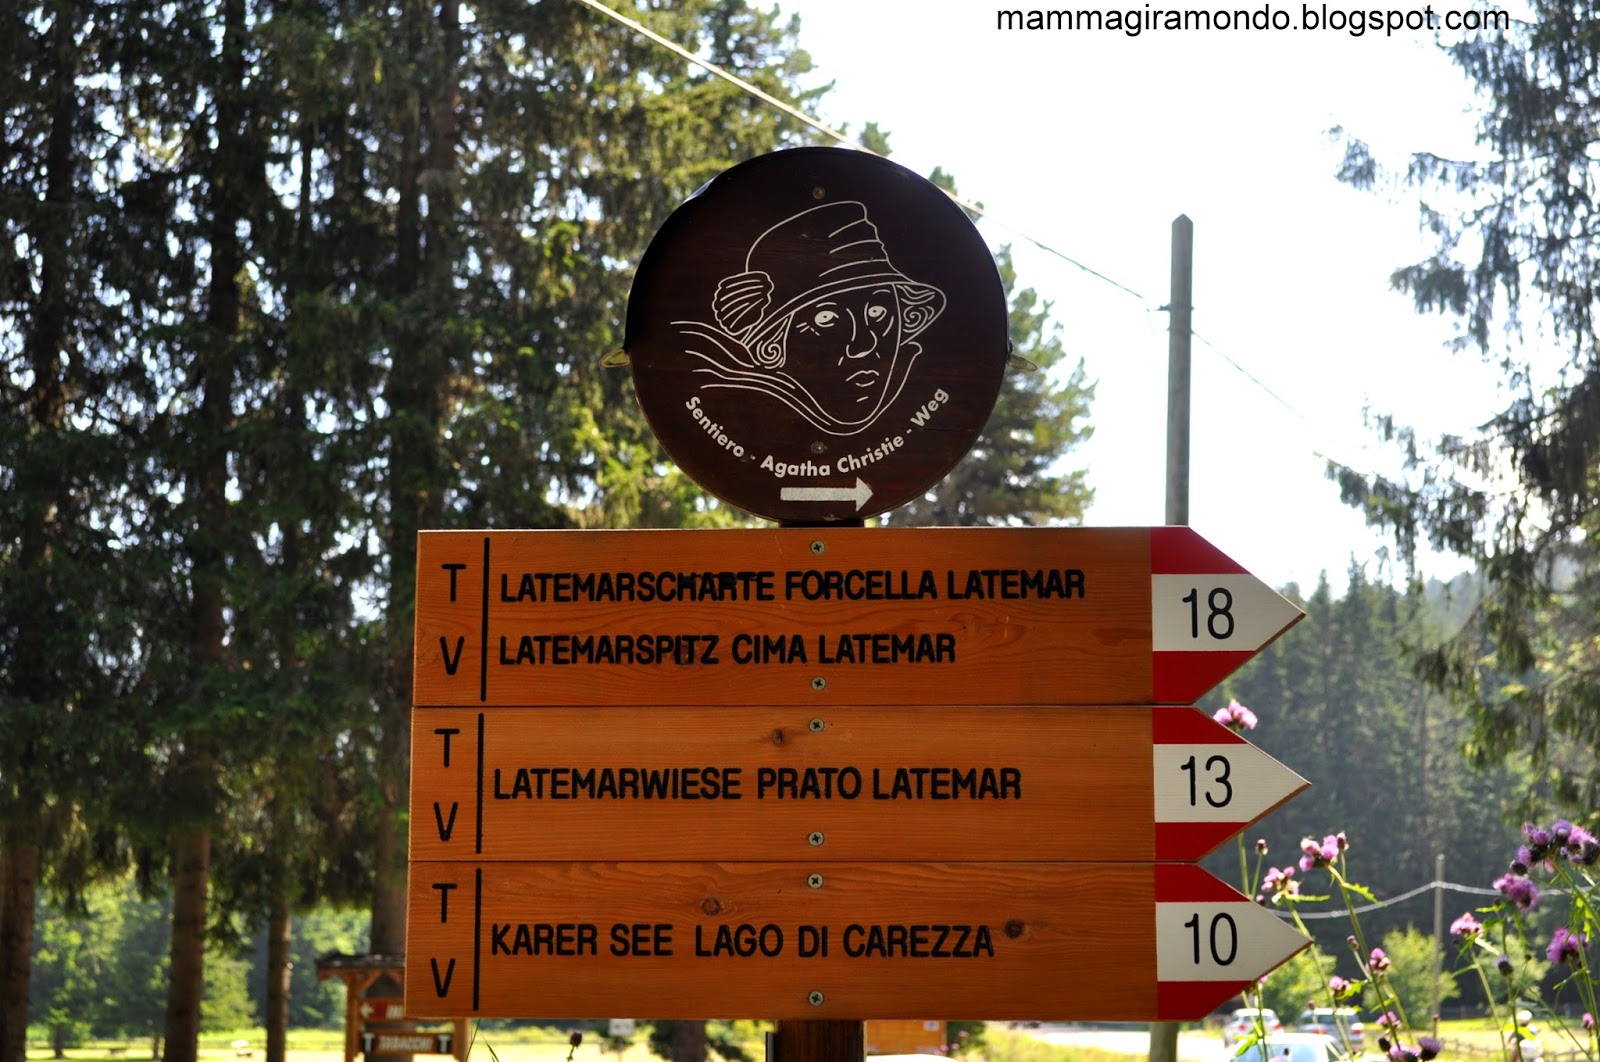 mammagiramondo.blogspot.com
Sentiero - Agatha Christie - Weg
T
V
LATEMARSCHARTE FORCELLA LATEMAR
LATEMARSPITZ CIMA LATEMAR
18
T
V
LATEMARWIESE PRATO LATEMAR
13
T
V
KARER SEE LAGO DI CAREZZA
10
T TABACCHI T